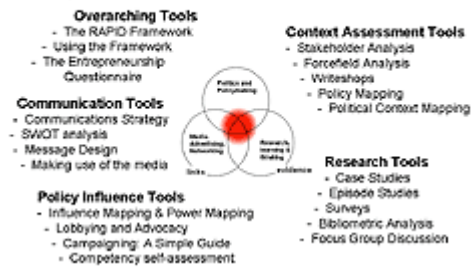 Overarching Tools
- The RAPID Framework
- Using the Framework
- The Entrepreneurship
Questionnaire
Context Assessment Tools
- Stakeholder Analysis
- Forcefield Analysis
- Writeshops
- Policy Mapping
- Political Context Mapping
Communication Tools
- Communications Strategy
- SWOT analysis
- Message Design
- Making use of the media
Politics and
Policymaking
Media,
Advertising,
Networking
Research,
learning &
thinking
links
evidence
Research Tools
- Case Studies
- Episode Studies
- Surveys
- Bibliometric Analysis
- Focus Group Discussion
Policy Influence Tools
- Influence Mapping & Power Mapping
- Lobbying and Advocacy
- Campaigning: A Simple Guide
- Competency self-assessment